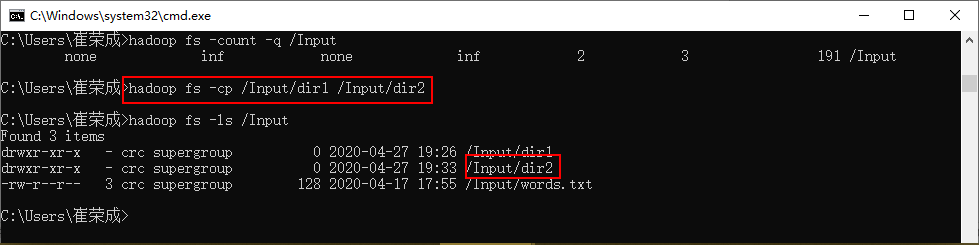 C:\Windows\system32\cmd.exe
C:\Users\崔荣成>hadoop fs -count -q /Input
none inf none inf 2 3 191 /Input
C:\Users\崔荣成>hadoop fs -cp /Input/dir1 /Input/dir2
C:\Users\崔荣成>hadoop fs -ls /Input
Found 3 items
drwxr-xr-x - crc supergroup 0 2020-04-27 19:26 /Input/dir1
drwxr-xr-x - crc supergroup 0 2020-04-27 19:33 /Input/dir2
-rw-r--r-- 3 crc supergroup 128 2020-04-17 17:55 /Input/words.txt
C:\Users\崔荣成>